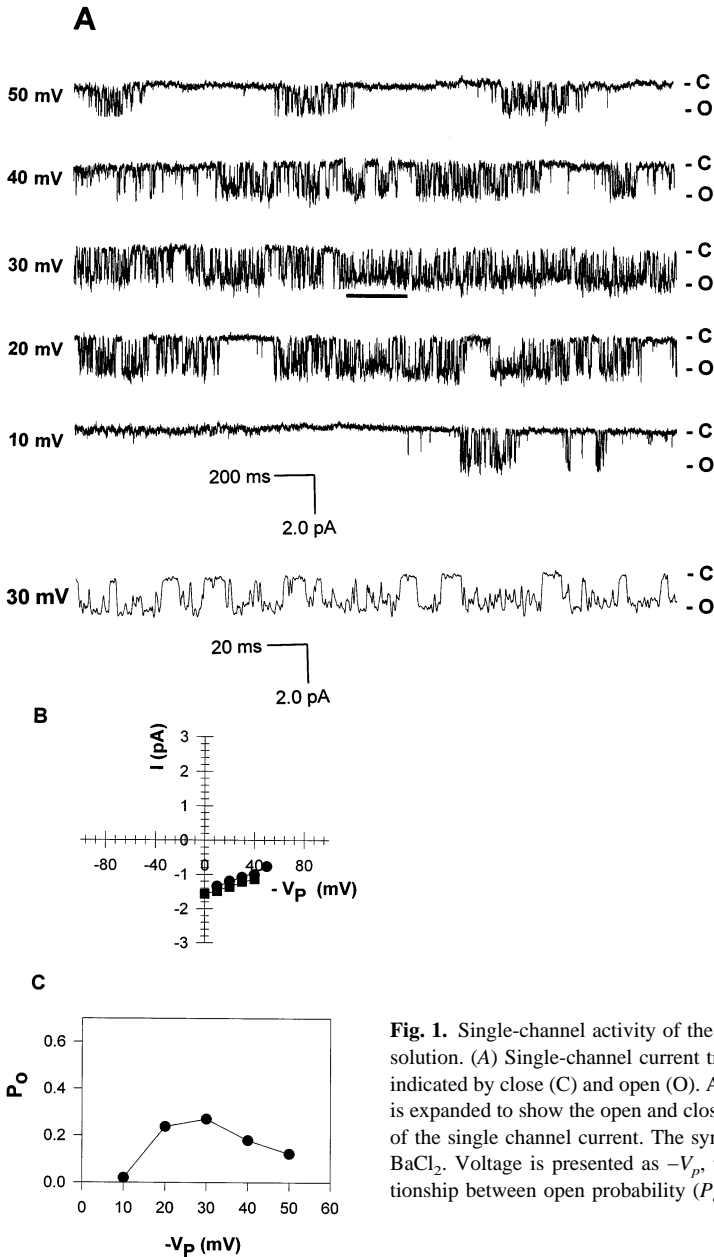 A
50 mV
- C
- O
40 mV
- C
- O
30 mV
- C
- O
20 mV
- C
- O
10 mV
- C
- O
200 ms
2.0 pA
30 mV
- C
- O
20 ms
2.0 pA
B
I (pA)
3
2
1
0
-80 -40 0 40 80
-1
- VP (mV)
-2
-3
C
PO
0.6
0.4
0.2
0.0
0 10 20 30 40 50 60
-VP (mV)
Fig. 1. Single-channel activity of the
solution. (A) Single-channel current
indicated by close (C) and open (O).
is expanded to show the open and
of the single channel current. The
BaCl2. Voltage is presented as –Vp,
tionship between open probability